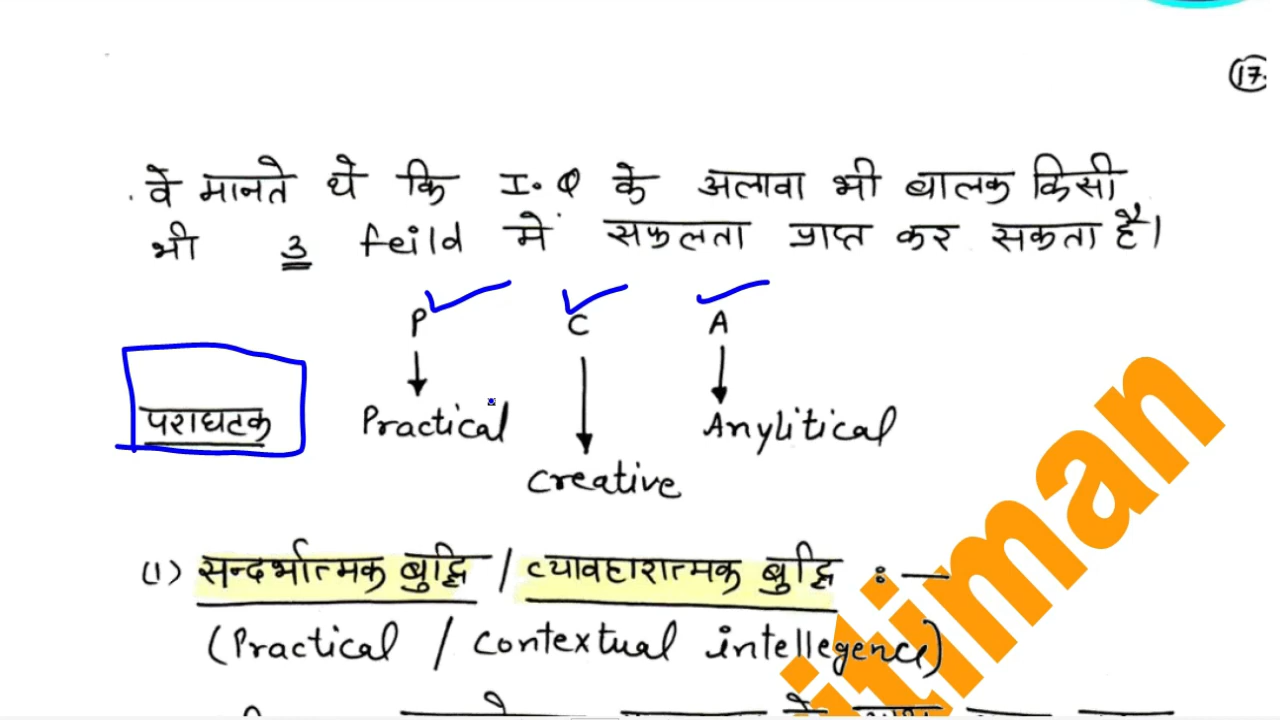 17.
वे मानते थे कि I.Q के अलावा भी बालक किसी
भी 3 feild में सफलता प्राप्त कर सकता है।
P C A
पराघटक Practical Anylitical
Creative
(1) सन्दर्भात्मक बुद्धि / व्यावहारात्मक बुद्धि :-
(Practical / Contextual intellegence)
itiman